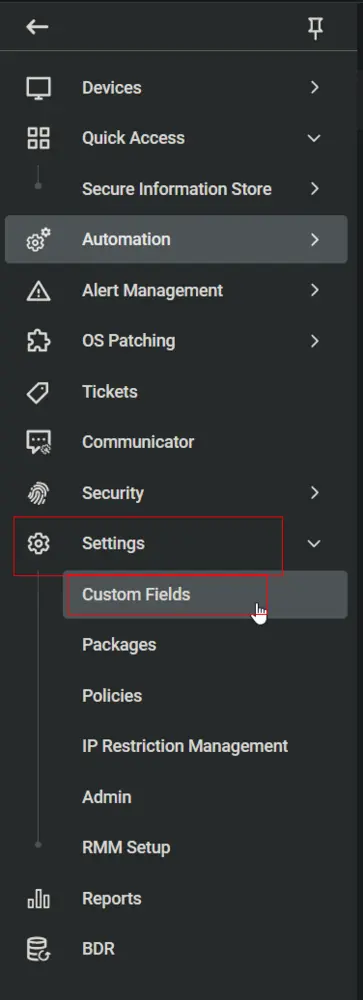 Devices
Quick Access
Secure Information Store
Automation
Alert Management
OS Patching
Tickets
Communicator
Security
Settings
Custom Fields
Packages
Policies
IP Restriction Management
Admin
RMM Setup
Reports
BDR